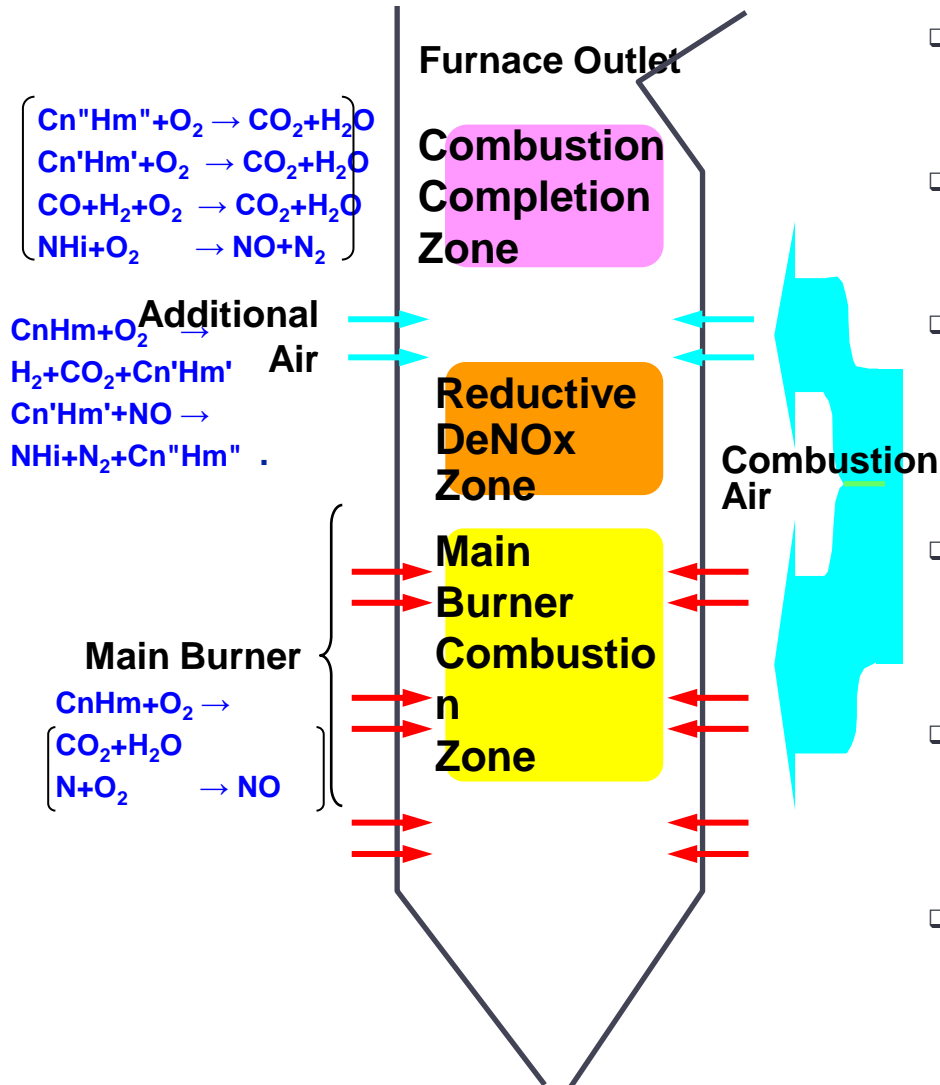 Furnace Outlet
Cn"Hm"+O₂ → CO₂+H₂O
Cn'Hm'+O₂ → CO₂+H₂O
CO+H₂+O₂ → CO₂+H₂O
NHi+O₂ → NO+N₂
Combustion
Completion
Zone
Additional
Air
CnHm+O₂ →
H₂+CO₂+Cn'Hm'
Cn'Hm'+NO →
NHi+N₂+Cn"Hm" .
Reductive
DeNOx
Zone
Combustion
Air
Main
Burner
Combustio
n
Zone
Main Burner
CnHm+O₂ →
CO₂+H₂O
N+O₂ → NO